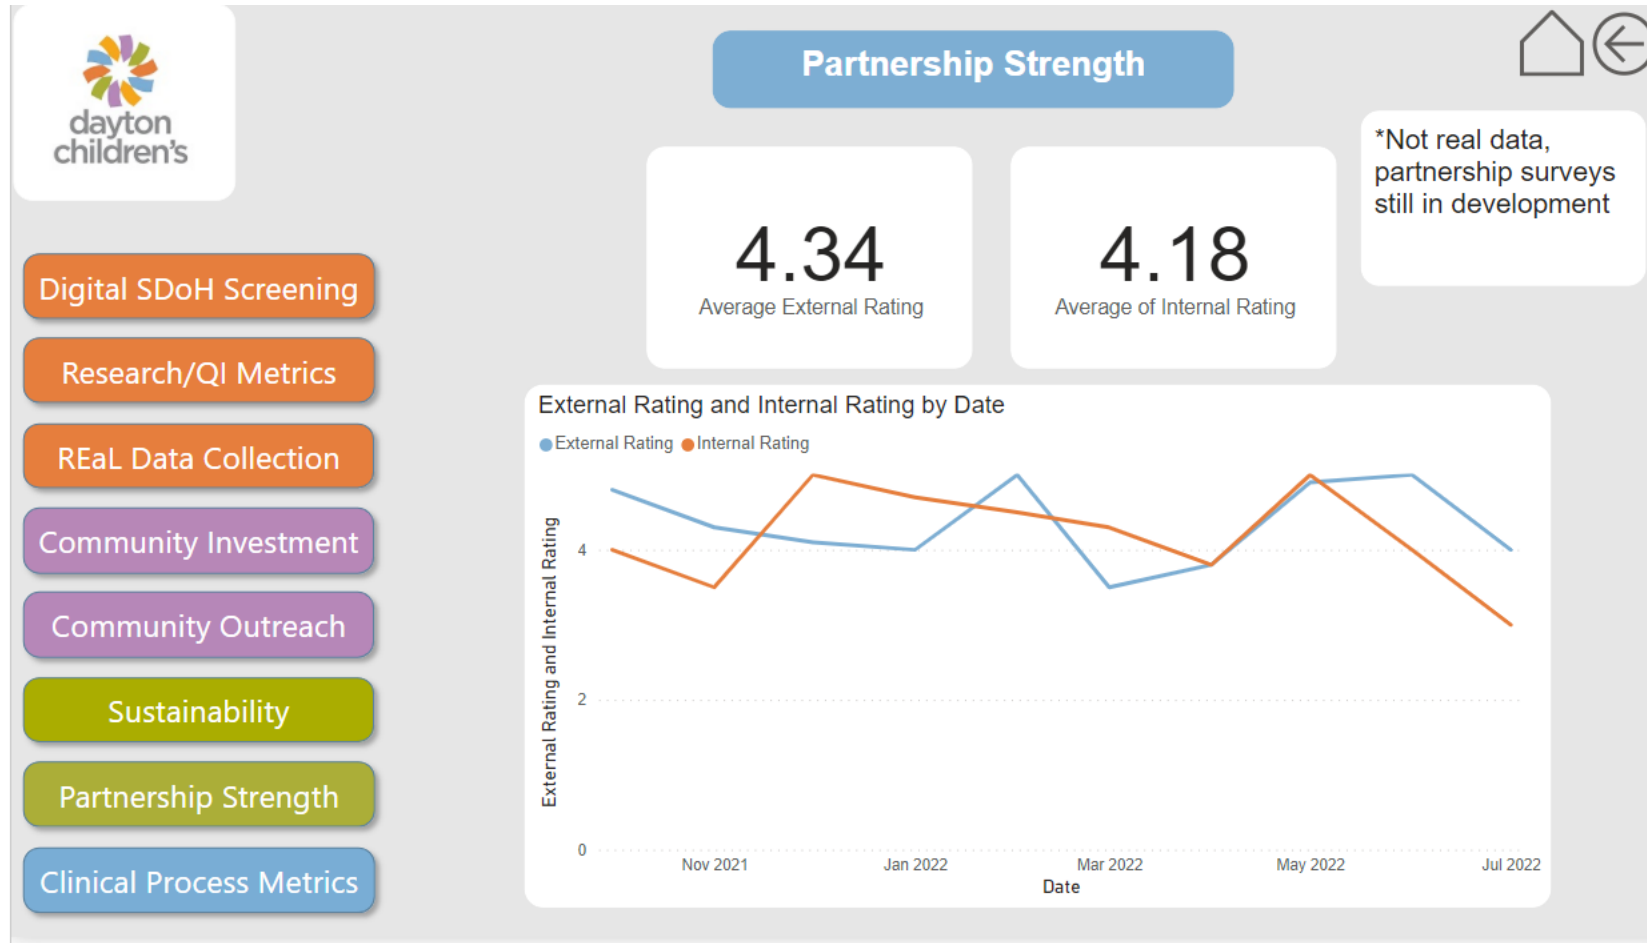 dayton
children's
Partnership Strength
*Not real data,
partnership surveys
still in development
4.34
Average External Rating
4.18
Average of Internal Rating
Digital SDoH Screening
Research/QI Metrics
REaL Data Collection
Community Investment
Community Outreach
Sustainability
Partnership Strength
Clinical Process Metrics
External Rating and Internal Rating by Date
External Rating Internal Rating
External Rating and Internal Rating
4
2
0
Nov 2021 Jan 2022 Mar 2022 May 2022 Jul 2022
Date